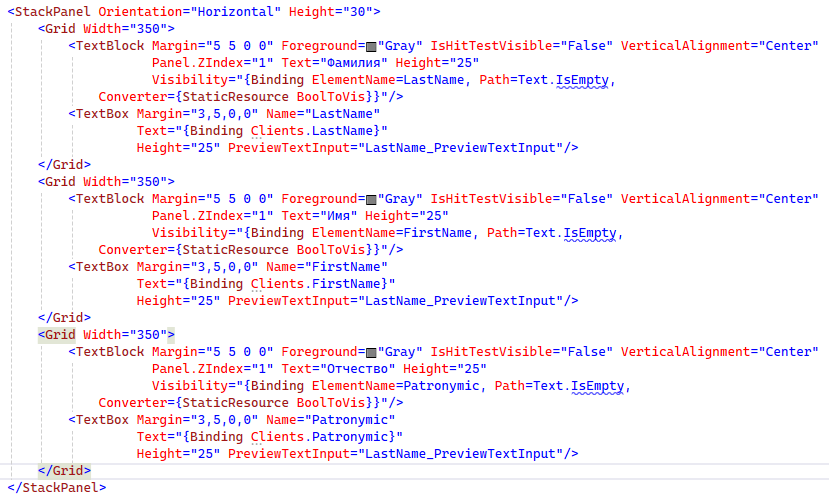 <StackPanel Orientation="Horizontal" Height="30">
    <Grid Width="350">
        <TextBlock Margin="5 5 0 0" Foreground="Gray" IsHitTestVisible="False" VerticalAlignment="Center"
                   Panel.ZIndex="1" Text="Фамилия" Height="25"
                   Visibility="{Binding ElementName=LastName, Path=Text.IsEmpty,
            Converter={StaticResource BoolToVis}}"/>
        <TextBox Margin="3,5,0,0" Name="LastName"
                 Text="{Binding Clients.LastName}"
                 Height="25" PreviewTextInput="LastName_PreviewTextInput"/>
    </Grid>
    <Grid Width="350">
        <TextBlock Margin="5 5 0 0" Foreground="Gray" IsHitTestVisible="False" VerticalAlignment="Center"
                   Panel.ZIndex="1" Text="Имя" Height="25"
                   Visibility="{Binding ElementName=FirstName, Path=Text.IsEmpty,
            Converter={StaticResource BoolToVis}}"/>
        <TextBox Margin="3,5,0,0" Name="FirstName"
                 Text="{Binding Clients.FirstName}"
                 Height="25" PreviewTextInput="LastName_PreviewTextInput"/>
    </Grid>
    <Grid Width="350">
        <TextBlock Margin="5 5 0 0" Foreground="Gray" IsHitTestVisible="False" VerticalAlignment="Center"
                   Panel.ZIndex="1" Text="Отчество" Height="25"
                   Visibility="{Binding ElementName=Patronymic, Path=Text.IsEmpty,
            Converter={StaticResource BoolToVis}}"/>
        <TextBox Margin="3,5,0,0" Name="Patronymic"
                 Text="{Binding Clients.Patronymic}"
                 Height="25" PreviewTextInput="LastName_PreviewTextInput"/>
    </Grid>
</StackPanel>